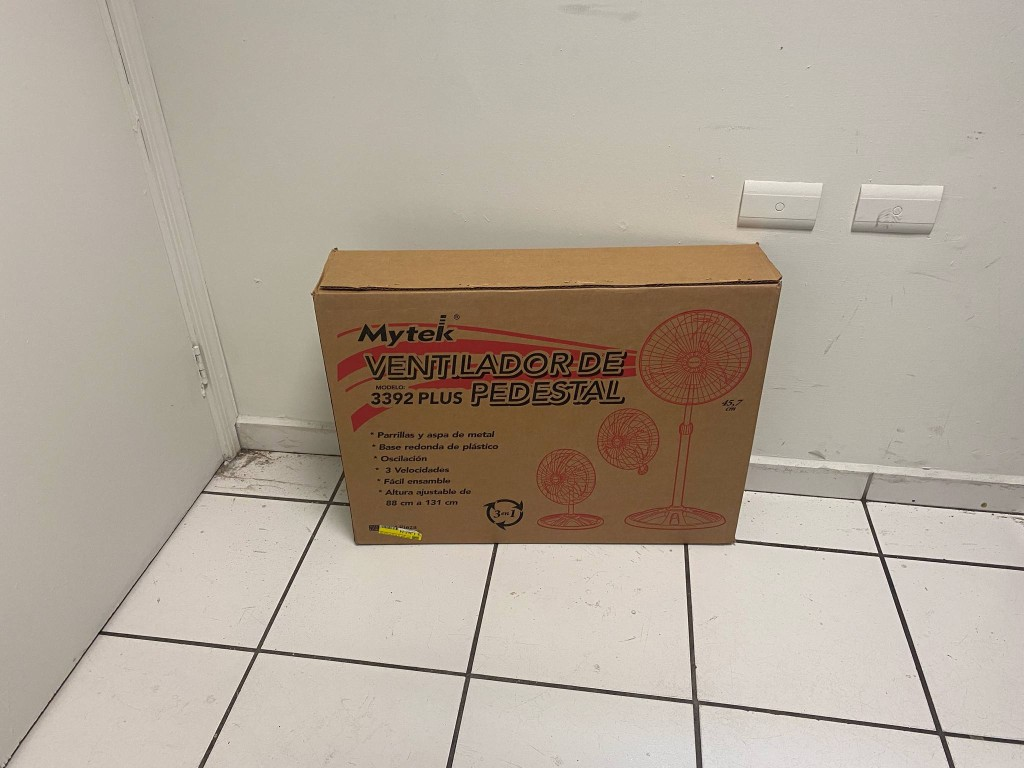 Mytek®
VENTILADOR DE
MODELO:
3392 PLUS PEDESTAL
45,7
cm
* Parrillas y aspa de metal
* Base redonda de plástico
* Oscilación
* 3 Velocidades
* Fácil ensamble
* Altura ajustable de
88 cm a 131 cm
3 en 1